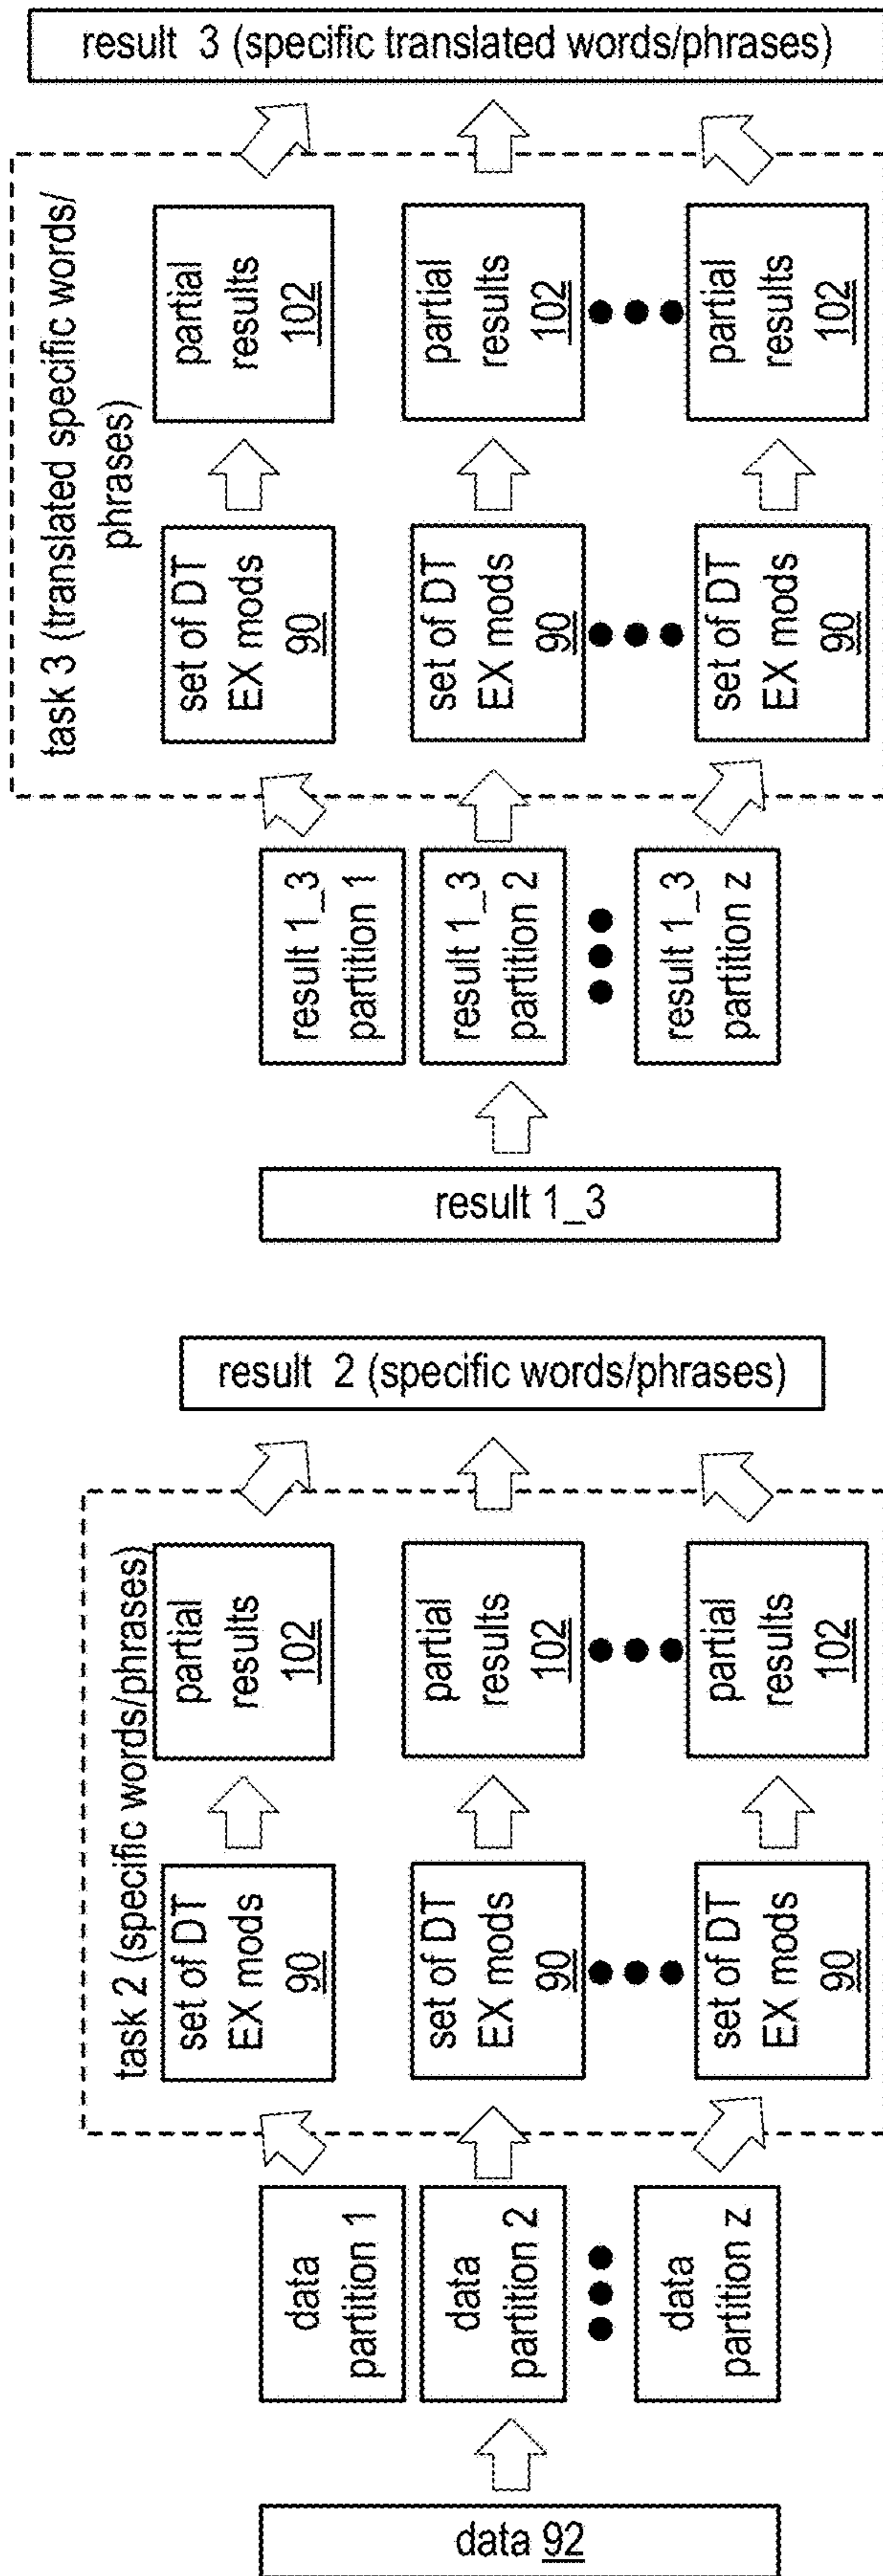 data 92
data
partition 1
data
partition 2
data
partition z
task 2 (specific words/phrases)
set of DT
EX mods
90
partial
results
102
set of DT
EX mods
90
partial
results
102
set of DT
EX mods
90
partial
results
102
result 2 (specific words/phrases)
result 1_3
result 1_3
partition 1
result 1_3
partition 2
result 1_3
partition z
task 3 (translated specific words/
phrases)
set of DT
EX mods
90
partial
results
102
set of DT
EX mods
90
partial
results
102
set of DT
EX mods
90
partial
results
102
result 3 (specific translated words/phrases)